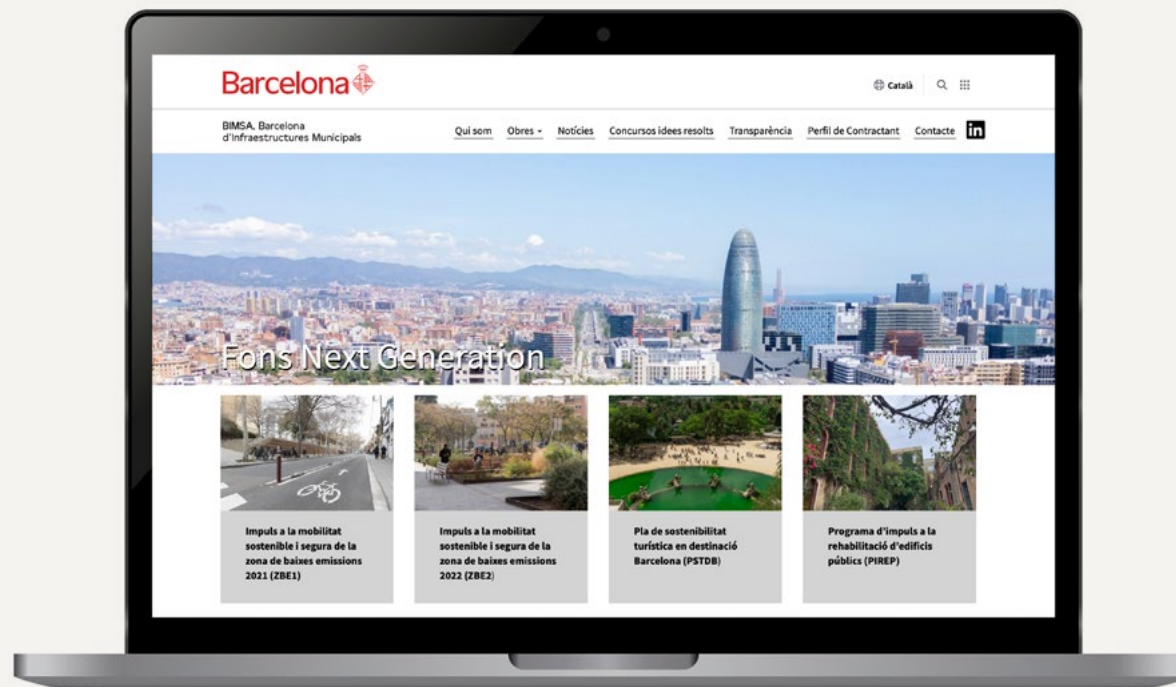 Barcelona
Català
BIMSA, Barcelona
d'Infraestructures Municipals
Qui som Obres Notícies Concursos idees resolts Transparència Perfil de Contractant Contacte in
Fons Next Generation
Impuls a la mobilitat
sostenible i segura de la
zona de baixes emissions
2021 (ZBE1)
Impuls a la mobilitat
sostenible i segura de la
zona de baixes emissions
2022 (ZBE2)
Pla de sostenibilitat
turística en destinació
Barcelona (PSTDB)
Programa d'impuls a la
rehabilitació d'edificis
públics (PIREP)